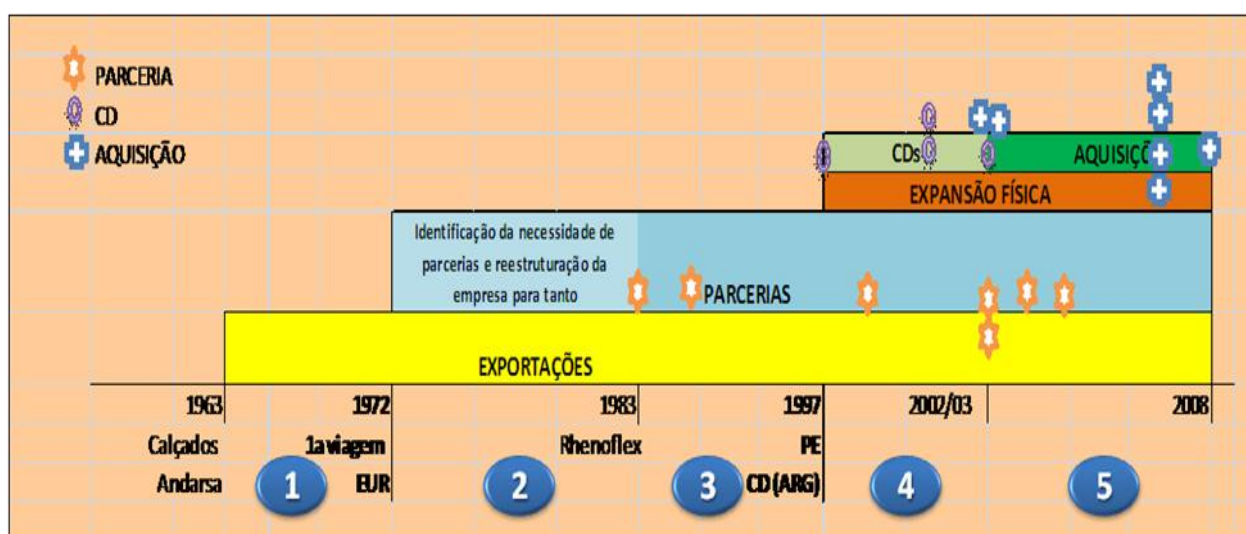 PARCERIA
CD
AQUISIÇÃO
CDs
AQUISIÇÕ
EXPANSÃO FÍSICA
Identificação da necessidade de
parcerias e reestruturação da
empresa para tanto
PARCERIAS
EXPORTAÇÕES
1963 1972 1983 1997 2002/03 2008
Calçados 1a viagem Rhenoflex PE
Andarsa EUR CD (ARG)
1 2 3 4 5